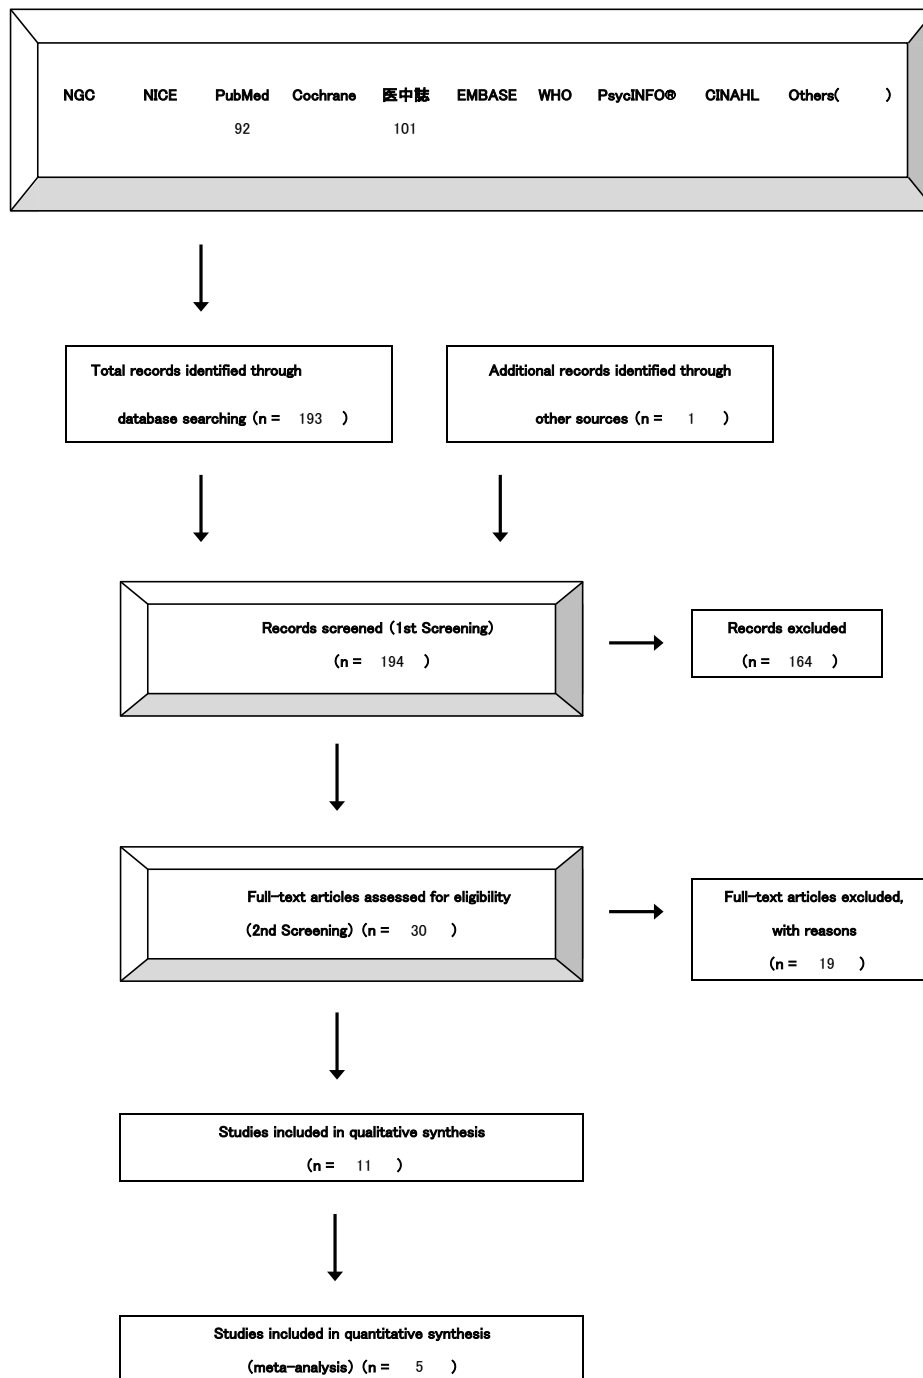 NGC NICE PubMed Cochrane 医中誌 EMBASE WHO PsycINFO® CINAHL Others( )
92 101
Total records identified through
database searching (n = 193 )
Additional records identified through
other sources (n = 1 )
Records screened (1st Screening)
(n = 194 )
Records excluded
(n = 164 )
Full-text articles assessed for eligibility
(2nd Screening) (n = 30 )
Full-text articles excluded,
with reasons
(n = 19 )
Studies included in qualitative synthesis
(n = 11 )
Studies included in quantitative synthesis
(meta-analysis) (n = 5 )